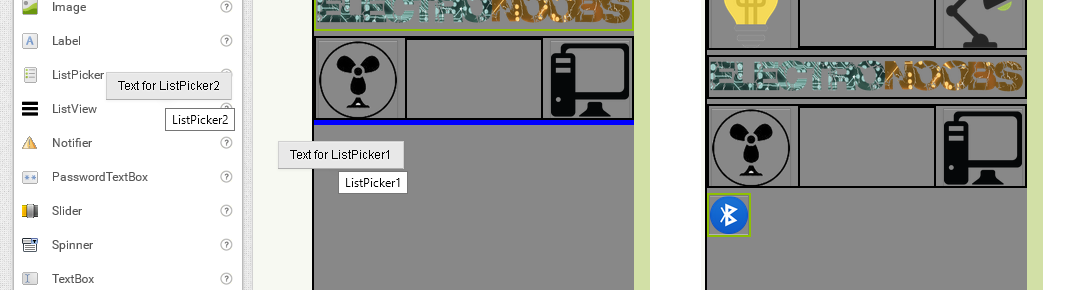 Image
Label
ListPicker
Text for ListPicker2
ListView
ListPicker2
Notifier
PasswordTextBox
Slider
Spinner
TextBox
ELECTRONOOBS
Text for ListPicker1
ListPicker1
ELECTRONOOBS